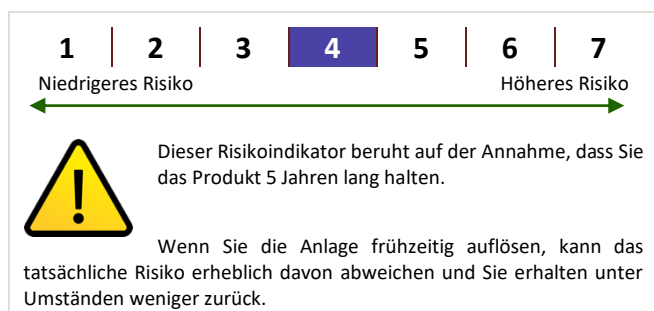 1 2 3 4 5 6 7
Niedrigeres Risiko Höheres Risiko
Dieser Risikoindikator beruht auf der Annahme, dass Sie
das Produkt 5 Jahren lang halten.
Wenn Sie die Anlage frühzeitig auflösen, kann das
tatsächliche Risiko erheblich davon abweichen und Sie erhalten unter
Umständen weniger zurück.